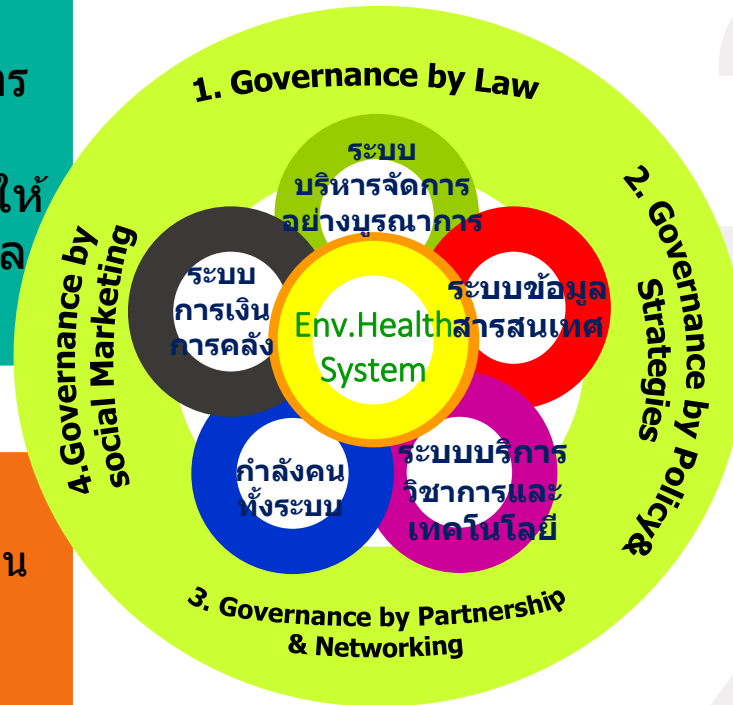 1. Governance by Law
2. Governance by Policy&
Strategies
3. Governance by Partnership
& Networking
4.Governance by
social Marketing
ระบบ
บริหารจัดการ
อย่างบูรณาการ
ระบบข้อมูล
สารสนเทศ
ระบบบริการ
วิชาการและ
เทคโนโลยี
กำลังคน
ทั้งระบบ
ระบบ
การเงิน
การคลัง
Env.Health
System
ให้